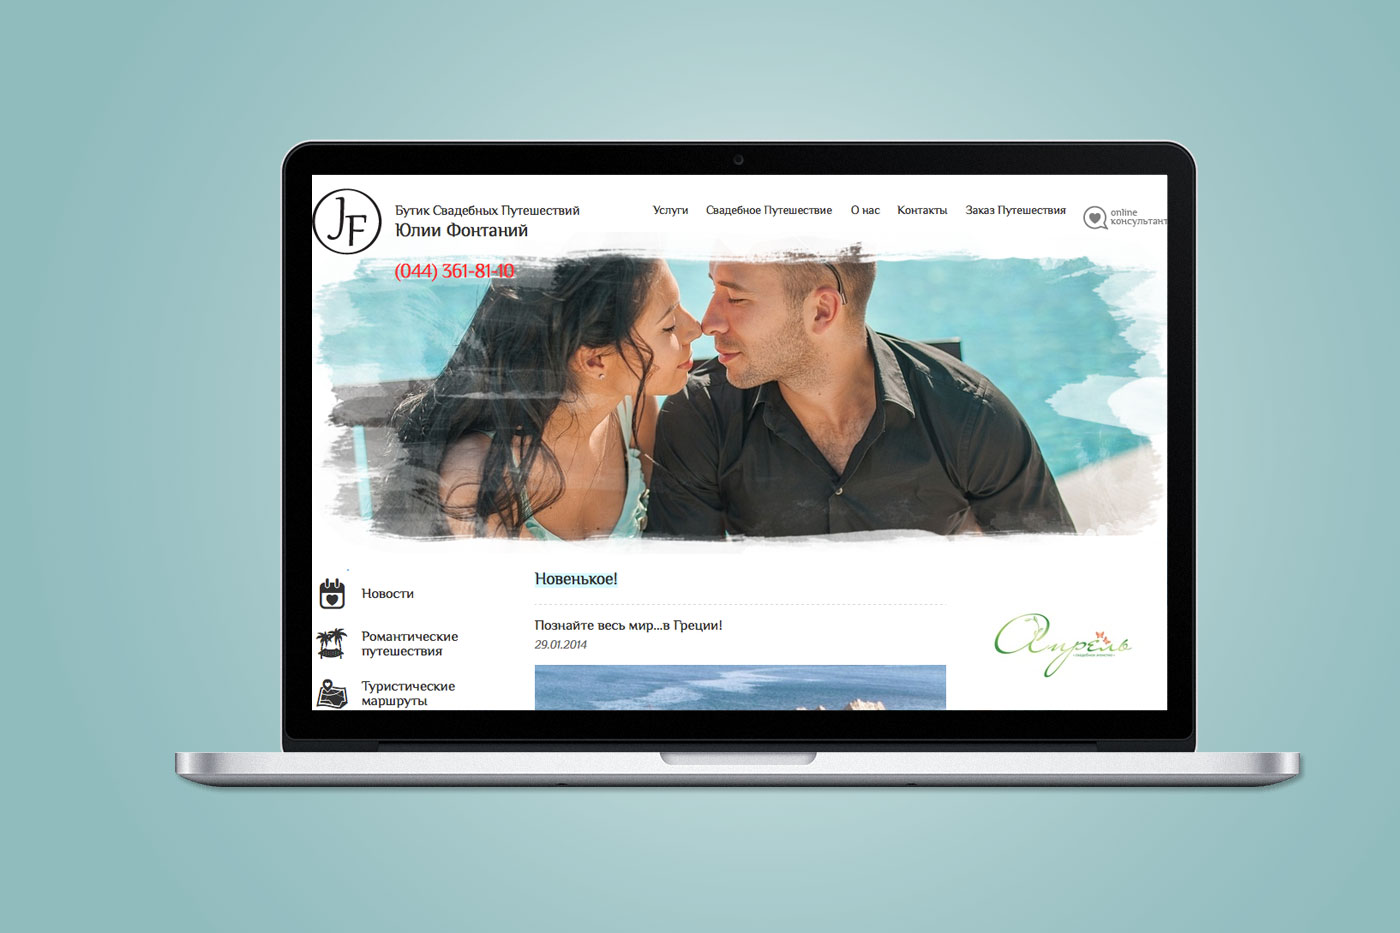 JF
Бутик Свадебных Путешествий
Юлии Фонтаний
(044) 361-81-10
Услуги
Свадебное Путешествие
О нас
Контакты
Заказ Путешествия
online
консультант
Новости
Романтические
путешествия
Туристические
маршруты
Новенькое!
Познайте весь мир...в Греции!
29.01.2014
Апрель